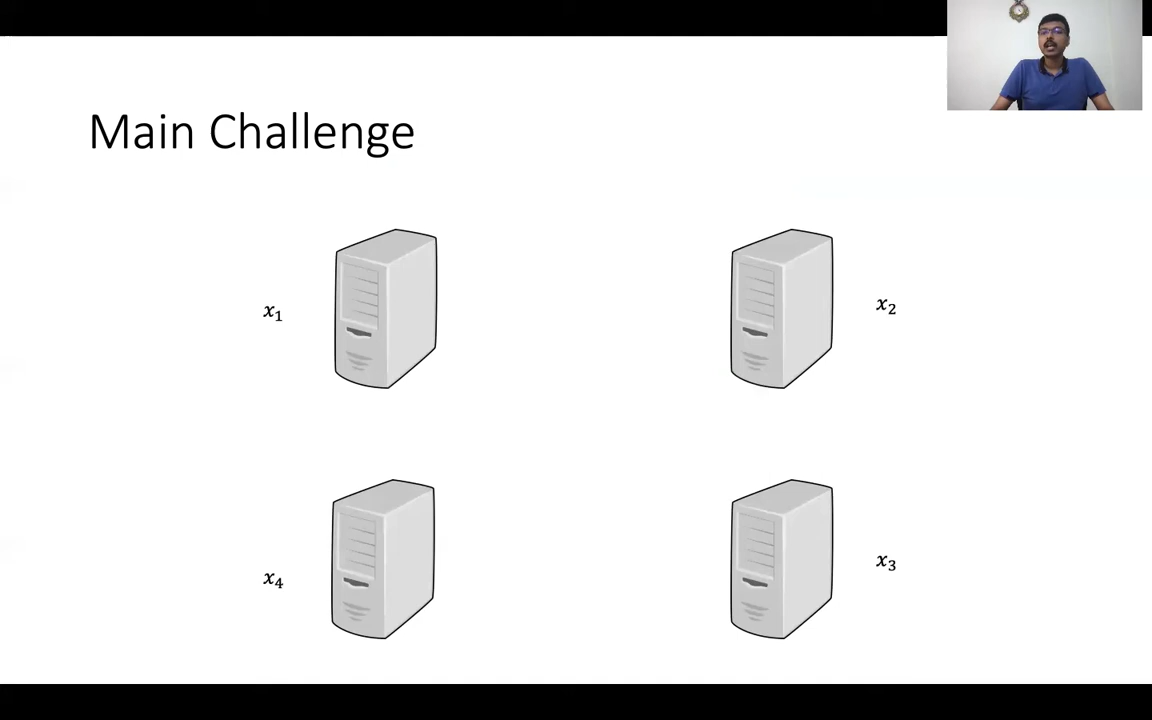 Main Challenge
x₁
x₂
x₄
x₃